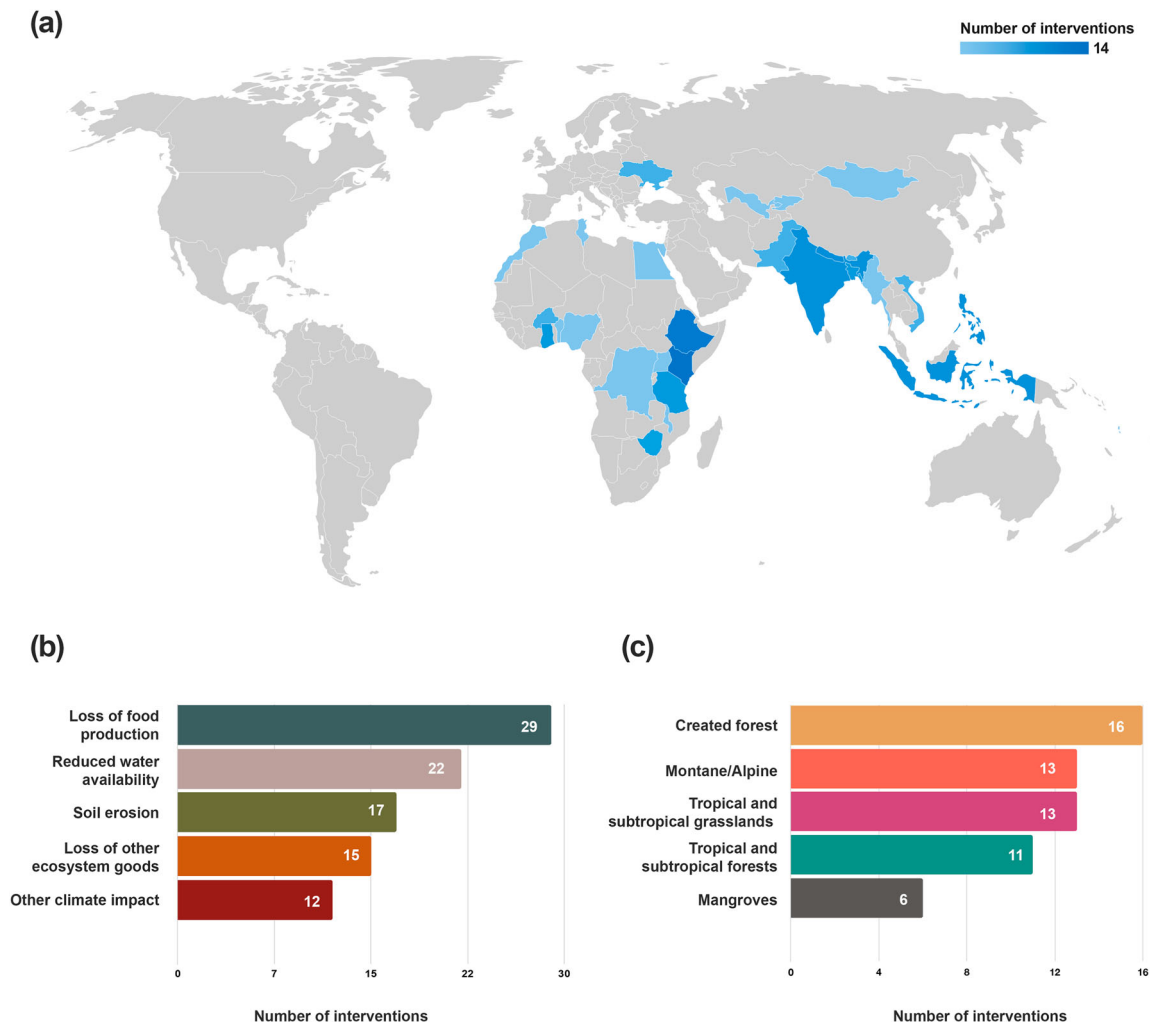 (a)
Number of interventions
14
(b)
Loss of food
production
29
Reduced water
availability
22
Soil erosion
17
Loss of other
ecosystem goods
15
Other climate impact
12
0
7
15
22
30
Number of interventions
(c)
Created forest
16
Montane/Alpine
13
Tropical and
subtropical grasslands
13
Tropical and
subtropical forests
11
Mangroves
6
0
4
8
12
16
Number of interventions